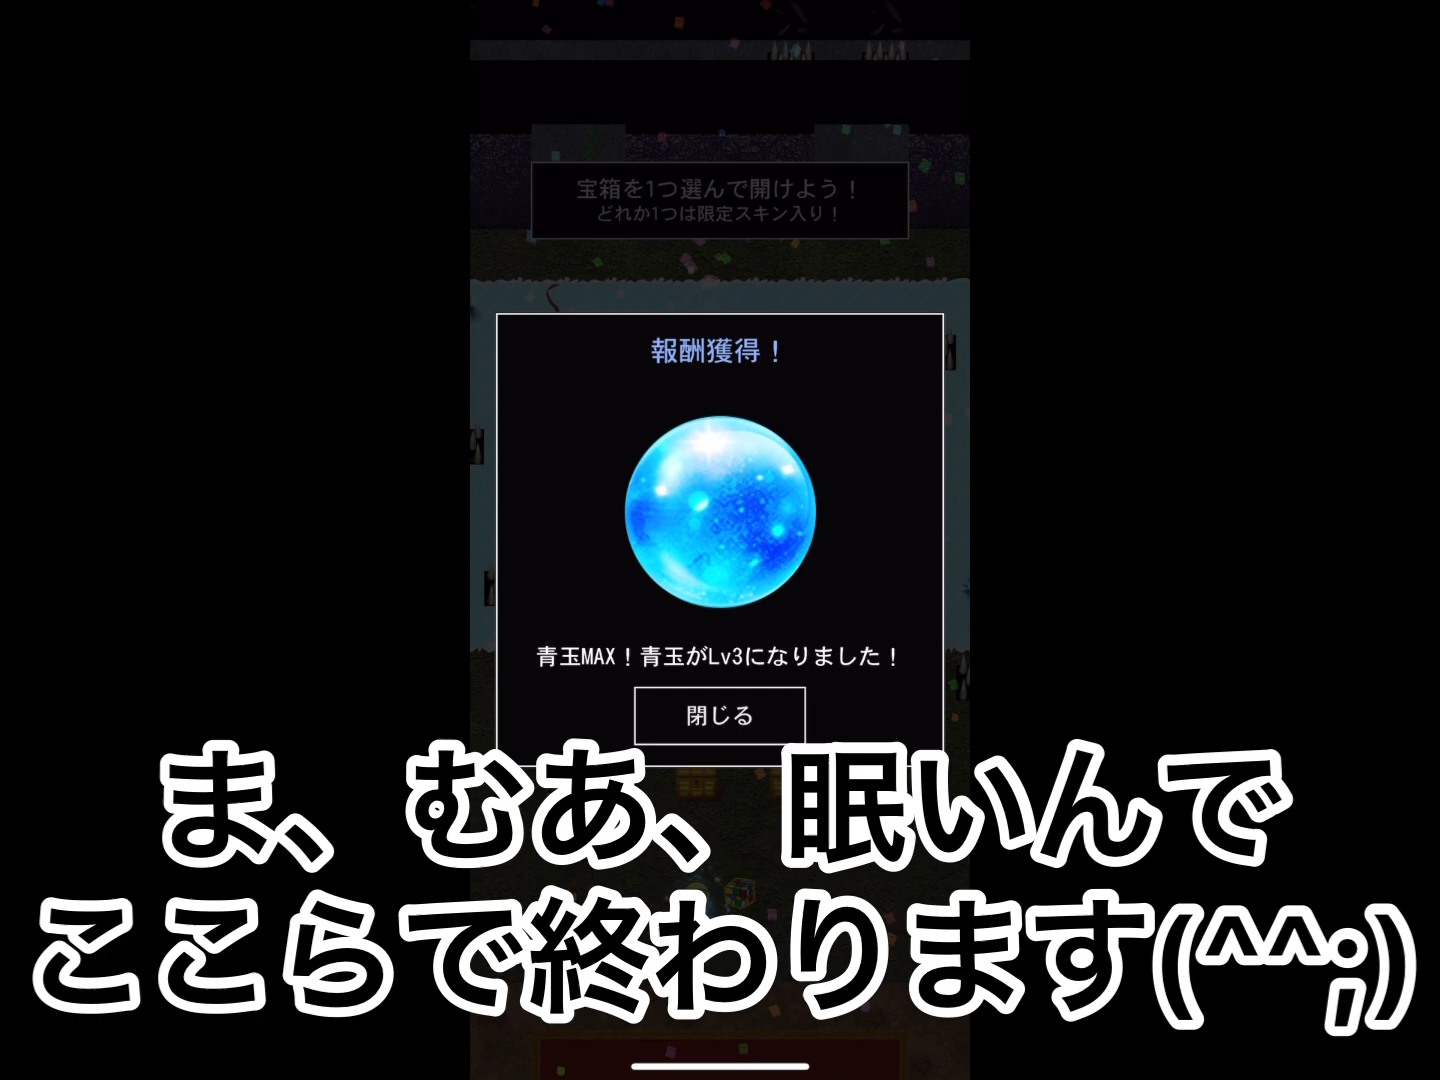 宝箱を1つ選んで開けよう！
どれか1つは限定スキン入り！
報酬獲得！
青玉MAX！青玉がLv3になりました！
閉じる
ま、むあ、眠いんで
ここらで終わります(^^;)